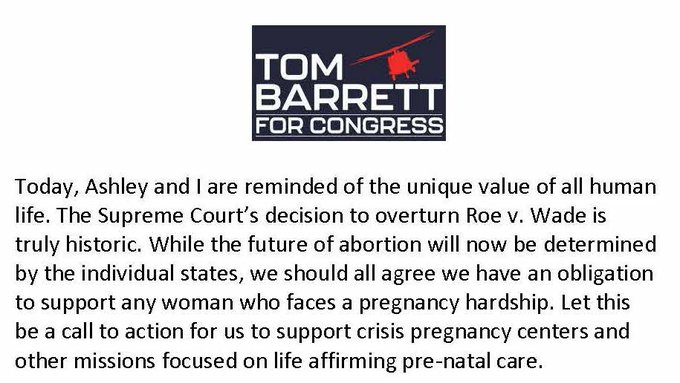 TOM
BARRETT
FOR CONGRESS
Today, Ashley and I are reminded of the unique value of all human
life. The Supreme Court’s decision to overturn Roe v. Wade is
truly historic. While the future of abortion will now be determined
by the individual states, we should all agree we have an obligation
to support any woman who faces a pregnancy hardship. Let this
be a call to action for us to support crisis pregnancy centers and
other missions focused on life affirming pre-natal care.